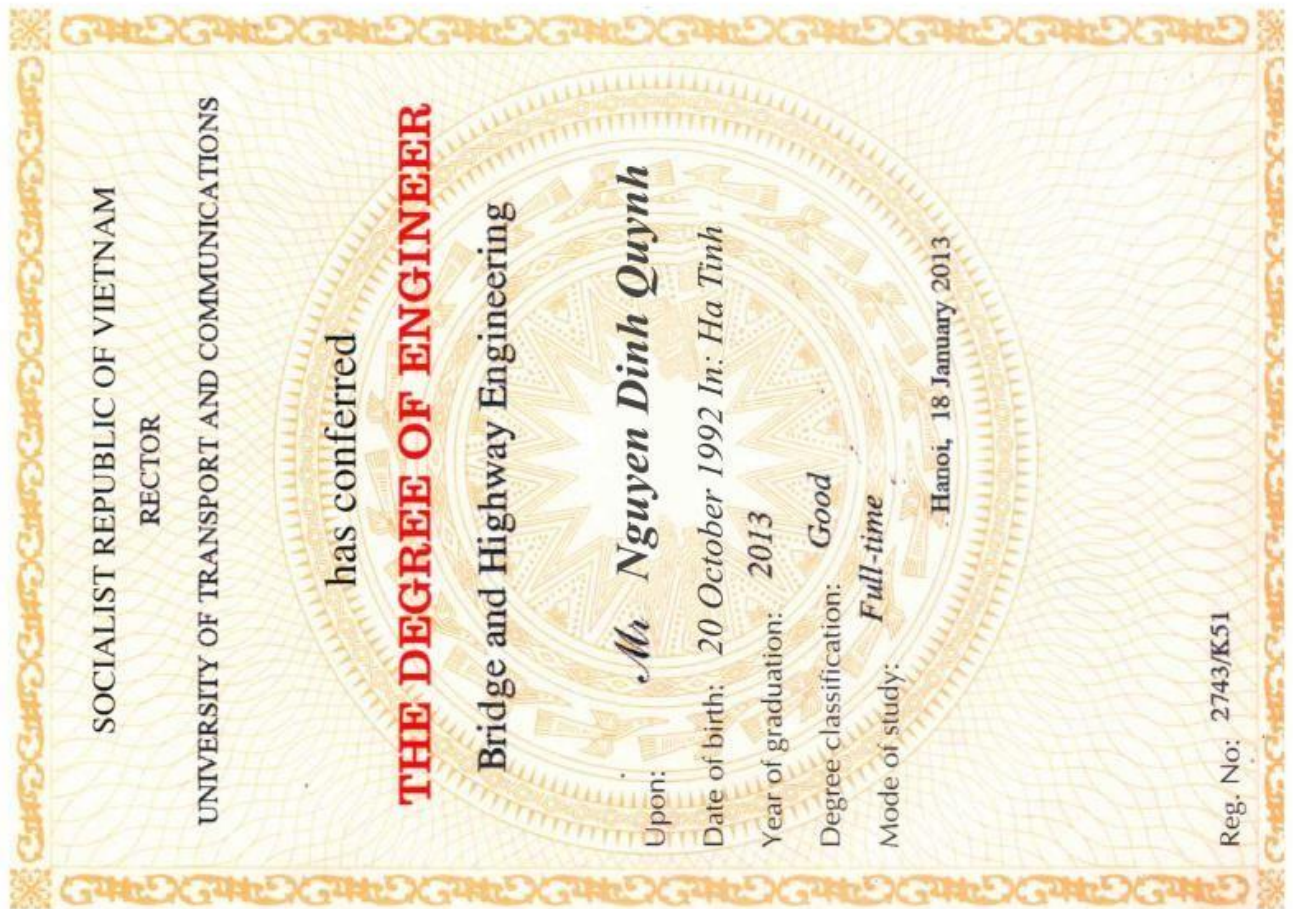 SOCIALIST REPUBLIC OF VIETNAM
RECTOR
UNIVERSITY OF TRANSPORT AND COMMUNICATIONS
has conferred
THE DEGREE OF ENGINEER
Bridge and Highway Engineering
Upon: Mr Nguyen Dinh Quynh
Date of birth: 20 October 1992 In: Ha Tinh
Year of graduation: 2013
Degree classification: Good
Mode of study: Full-time
Hanoi, 18 January 2013
Reg. No: 2743/K51